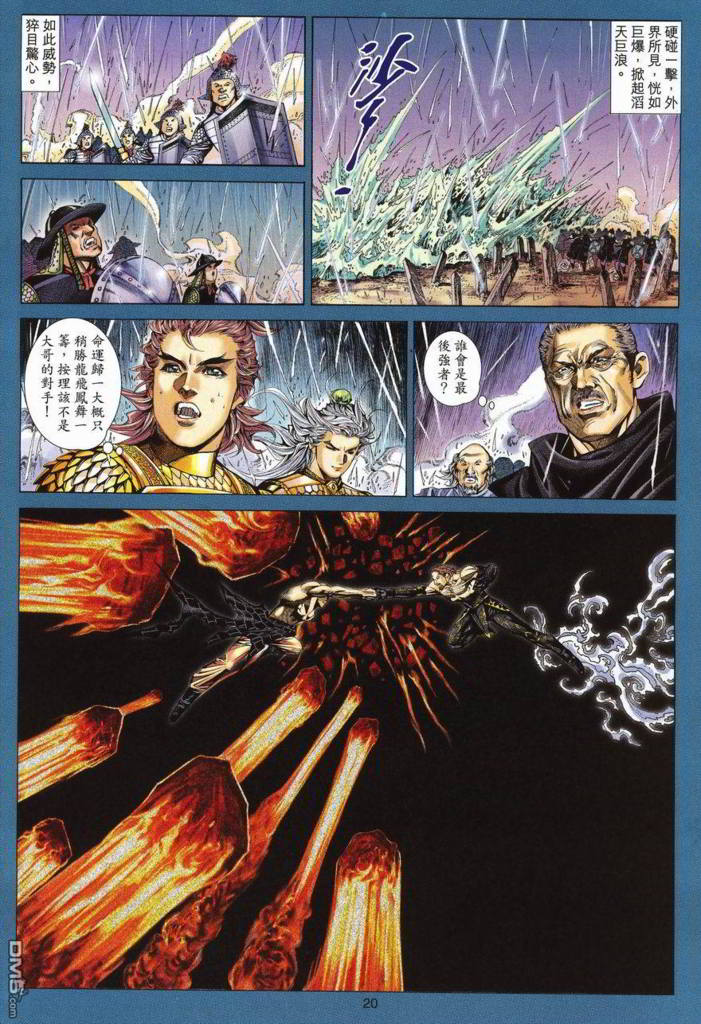 硬碰一擊，外
界所見，恍如
巨爆，掀起滔
天巨浪。
如此威勢，
猝目驚心。
誰會是最
後強者？
命運歸一大概只
稍勝龍飛鳳舞一
籌，按理該不是
大哥的對手！
20
DM5.com